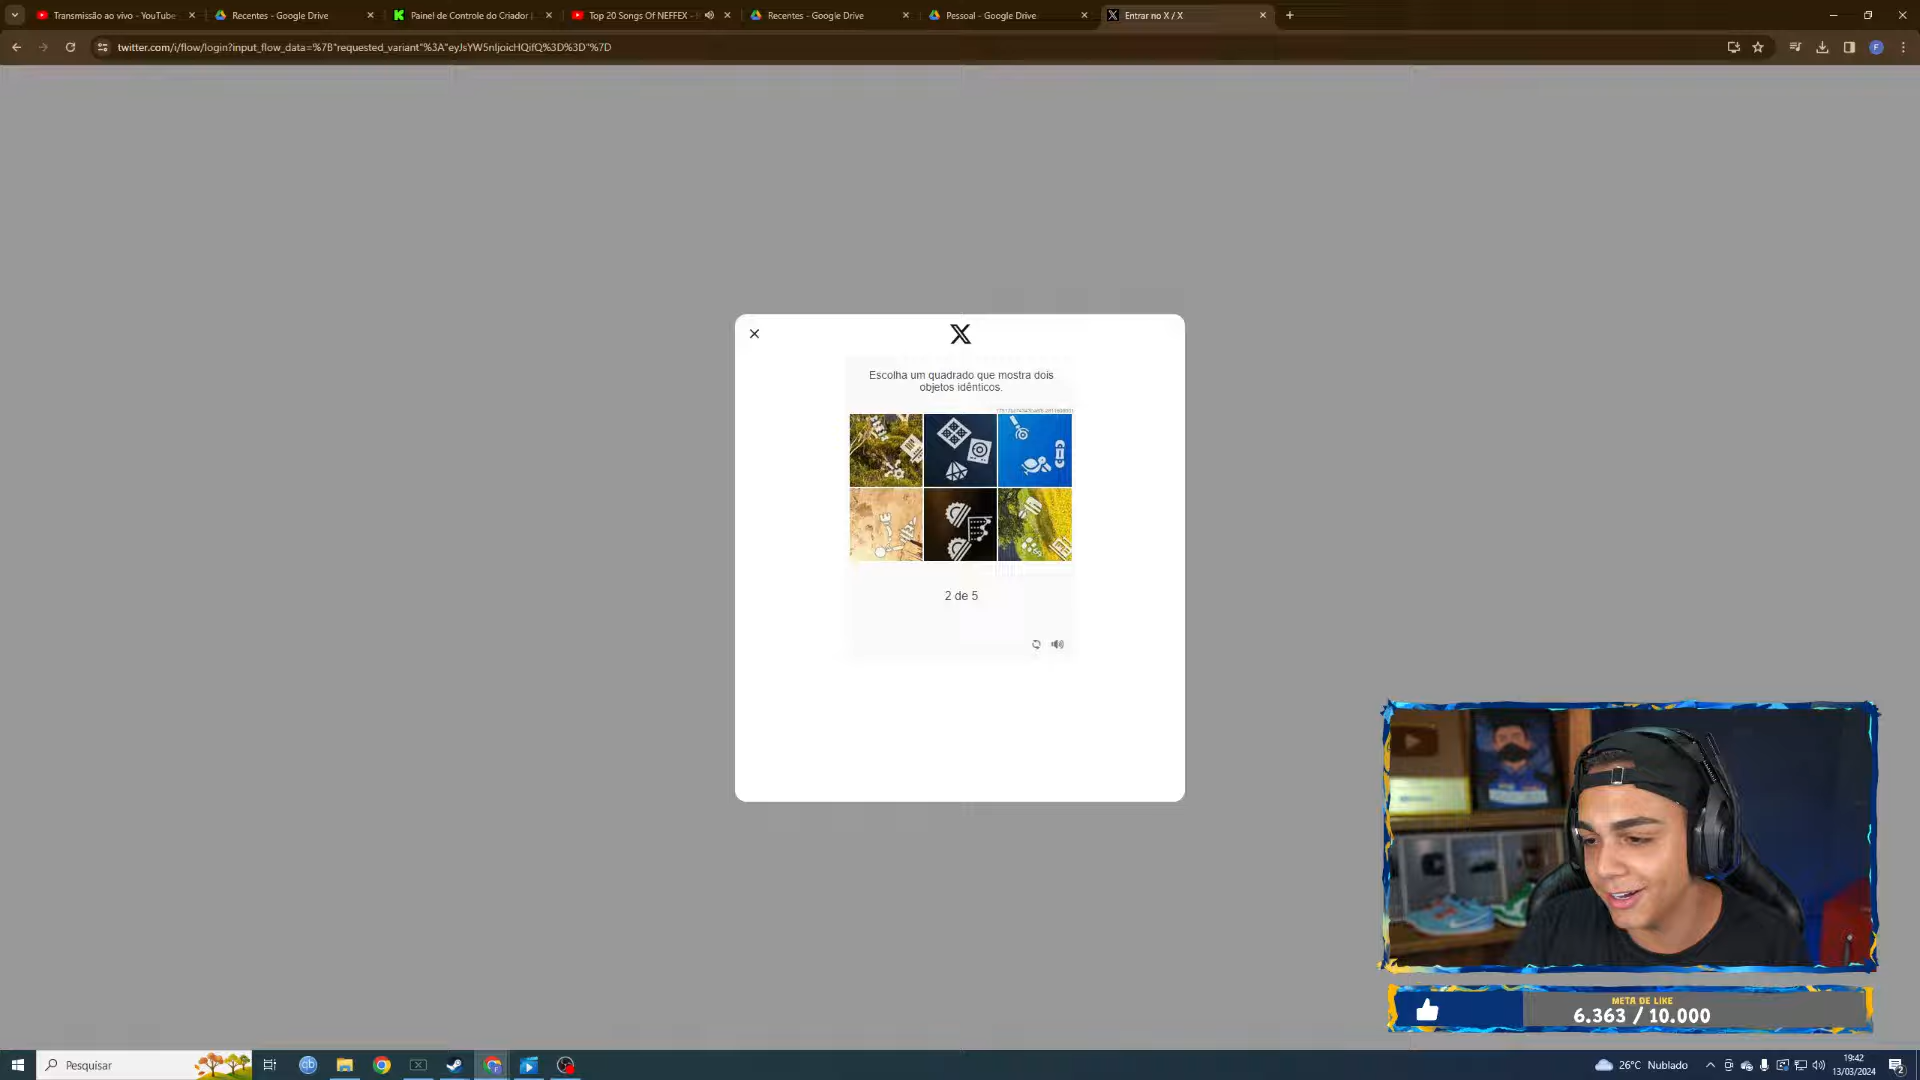 Transmissão ao vivo - YouTube
Recentes - Google Drive
Painel de Controle do Criador |
Top 20 Songs Of NEFFEX -
Recentes - Google Drive
Pessoal - Google Drive
Entrar no X / X
twitter.com/i/flow/login?input_flow_data=%7B"requested_variant"%3A"eyJsYW5nIjoicHQifQ%3D%3D"%7D
F
X
Escolha um quadrado que mostra dois
objetos idênticos.
2 de 5
META DE LIKE
6.363 / 10.000
Pesquisar
qb
26°C Nublado
19:42
13/03/2024
2